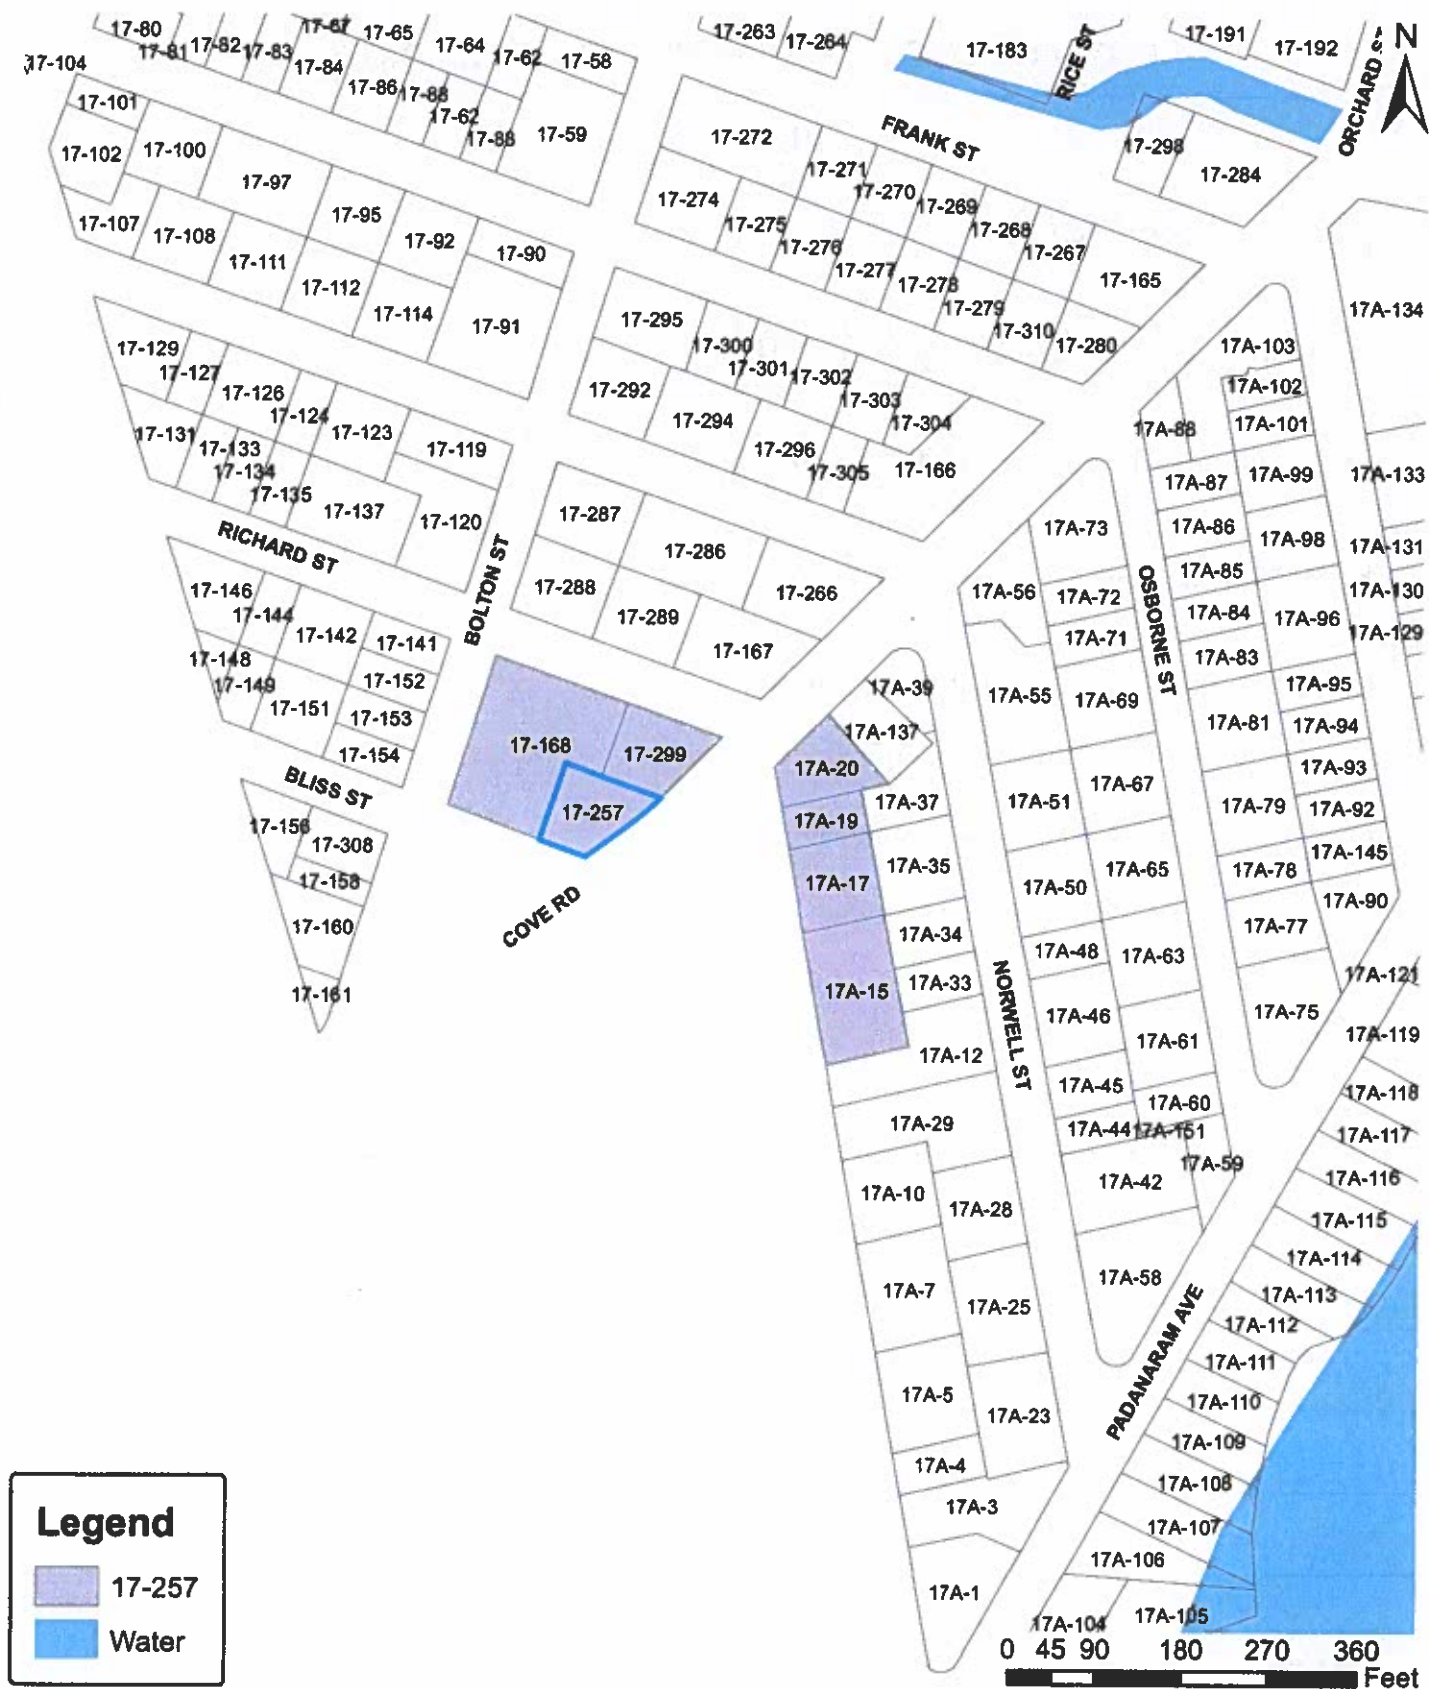 17-80
17-81
17-82
17-83
17-67
17-65
17-64
17-62
17-58
17-84
17-86
17-88
17-62
17-88
17-59
17-104
17-101
17-102
17-100
17-97
17-95
17-92
17-90
17-107
17-108
17-111
17-112
17-114
17-91
17-263
17-264
17-183
RICE ST
17-191
17-192
ORCHARD ST
N
FRANK ST
17-298
17-284
17-272
17-271
17-270
17-269
17-268
17-267
17-165
17-274
17-275
17-276
17-277
17-278
17-279
17-310
17-280
17-129
17-127
17-126
17-124
17-123
17-119
17-131
17-133
17-134
17-135
17-137
17-120
17-295
17-300
17-301
17-302
17-303
17-304
17-292
17-294
17-296
17-305
17-166
RICHARD ST
BOLTON ST
17-287
17-286
17-266
17-288
17-289
17-167
17-146
17-144
17-142
17-141
17-148
17-149
17-151
17-152
17-153
17-154
BLISS ST
17-156
17-308
17-158
17-160
17-161
17-168
17-299
17-257
COVE RD
17A-134
17A-133
17A-131
17A-130
17A-129
17A-103
17A-102
17A-101
17A-88
17A-87
17A-99
17A-86
17A-98
17A-85
17A-84
17A-96
17A-83
17A-95
17A-81
17A-94
17A-93
17A-79
17A-92
17A-145
17A-78
17A-90
17A-77
17A-75
OSBORNE ST
17A-73
17A-56
17A-72
17A-71
17A-55
17A-69
17A-51
17A-67
17A-50
17A-65
17A-48
17A-63
17A-46
17A-61
17A-45
17A-60
17A-44
17A-151
17A-59
17A-42
17A-58
NORWELL ST
17A-39
17A-137
17A-20
17A-37
17A-19
17A-35
17A-17
17A-34
17A-33
17A-15
17A-12
17A-29
17A-10
17A-28
17A-7
17A-25
17A-5
17A-23
17A-4
17A-3
17A-1
PADANARAM AVE
17A-121
17A-119
17A-118
17A-117
17A-116
17A-115
17A-114
17A-113
17A-112
17A-111
17A-110
17A-109
17A-108
17A-107
17A-106
17A-105
17A-104
Legend
17-257
Water
0 45 90 180 270 360
Feet